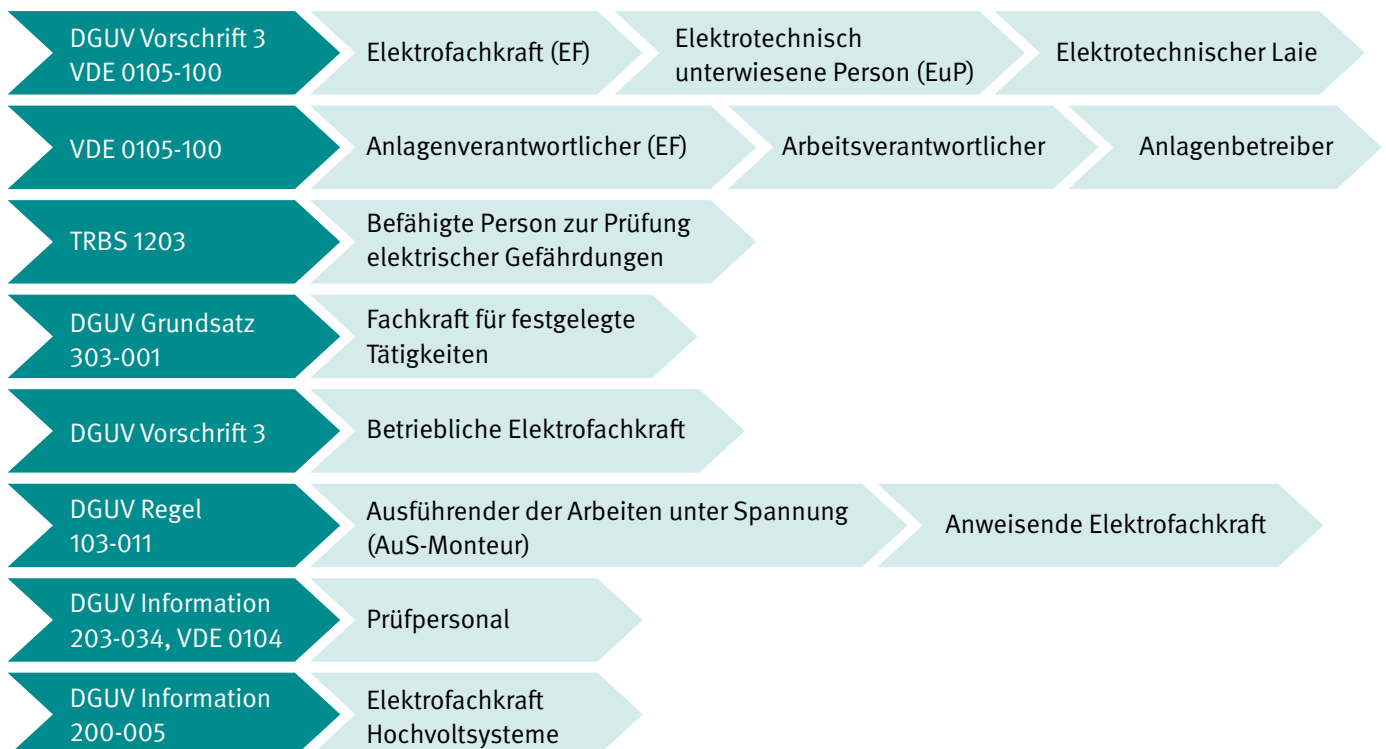 DGUV Vorschrift 3
VDE 0105-100
Elektrofachkraft (EF)
Elektrotechnisch
unterwiesene Person (EuP)
Elektrotechnischer Laie
VDE 0105-100
Anlagenverantwortlicher (EF)
Arbeitsverantwortlicher
Anlagenbetreiber
TRBS 1203
Befähigte Person zur Prüfung
elektrischer Gefährdungen
DGUV Grundsatz
303-001
Fachkraft für festgelegte
Tätigkeiten
DGUV Vorschrift 3
Betriebliche Elektrofachkraft
DGUV Regel
103-011
Ausführender der Arbeiten unter Spannung
(AuS-Monteur)
Anweisende Elektrofachkraft
DGUV Information
203-034, VDE 0104
Prüfpersonal
DGUV Information
200-005
Elektrofachkraft
Hochvoltsysteme